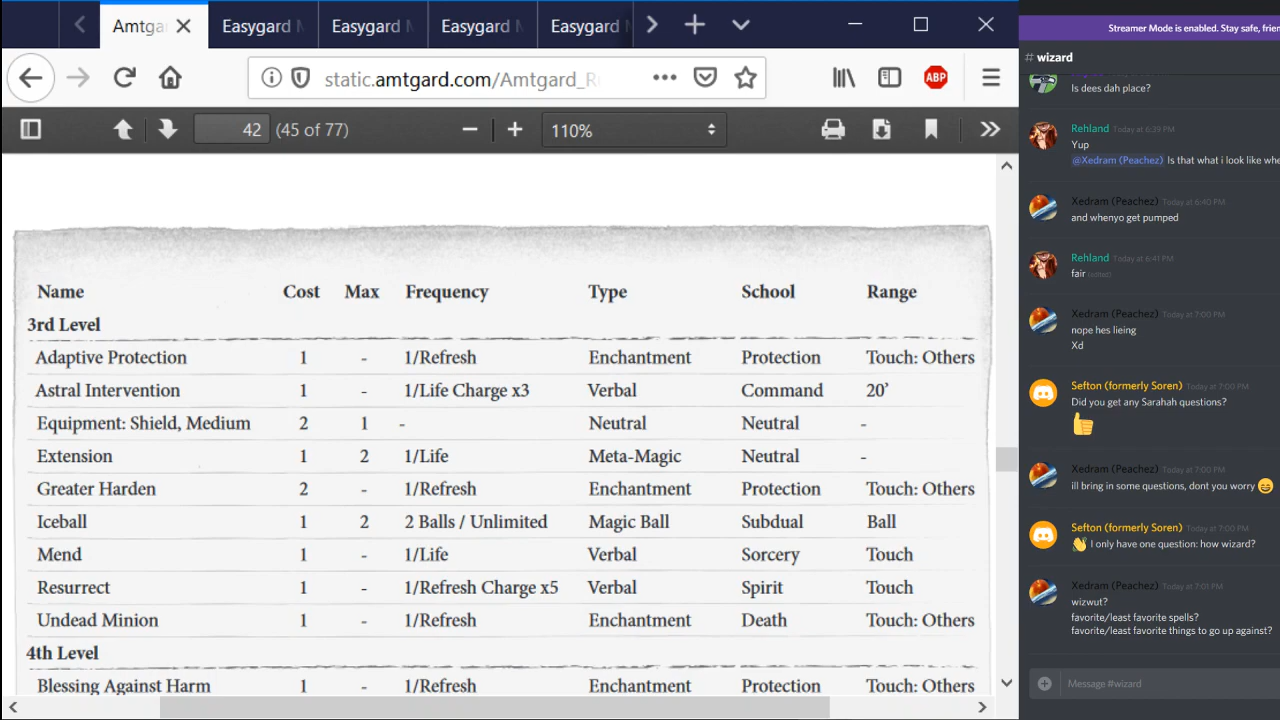 Amtga
Easygard
Easygard
Easygard
Easygard
static.amtgard.com/Amtgard_R
ABP
42 (45 of 77)
110%
Name Cost Max Frequency Type School Range
3rd Level
Adaptive Protection 1 - 1/Refresh Enchantment Protection Touch: Others
Astral Intervention 1 - 1/Life Charge x3 Verbal Command 20’
Equipment: Shield, Medium 2 1 - Neutral Neutral -
Extension 1 2 1/Life Meta-Magic Neutral -
Greater Harden 2 - 1/Refresh Enchantment Protection Touch: Others
Iceball 1 2 2 Balls / Unlimited Magic Ball Subdual Ball
Mend 1 - 1/Life Verbal Sorcery Touch
Resurrect 1 - 1/Refresh Charge x5 Verbal Spirit Touch
Undead Minion 1 - 1/Refresh Enchantment Death Touch: Others
4th Level
Blessing Against Harm 1 - 1/Refresh Enchantment Protection Touch: Others
Streamer Mode is enabled. Stay safe, frien
# wizard
Is dees dah place?
Rehland Today at 6:39 PM
Yup
@Xedram (Peachez) Is that what i look like whe
Xedram (Peachez) Today at 6:40 PM
and whenyo get pumped
Rehland Today at 6:41 PM
fair (edited)
Xedram (Peachez) Today at 7:00 PM
nope hes lieing
Xd
Sefton (formerly Soren) Today at 7:00 PM
Did you get any Sarahah questions?
Xedram (Peachez) Today at 7:00 PM
ill bring in some questions, dont you worry
Sefton (formerly Soren) Today at 7:00 PM
I only have one question: how wizard?
Xedram (Peachez) Today at 7:01 PM
wizwut?
favorite/least favorite spells?
favorite/least favorite things to go up against?
Message #wizard